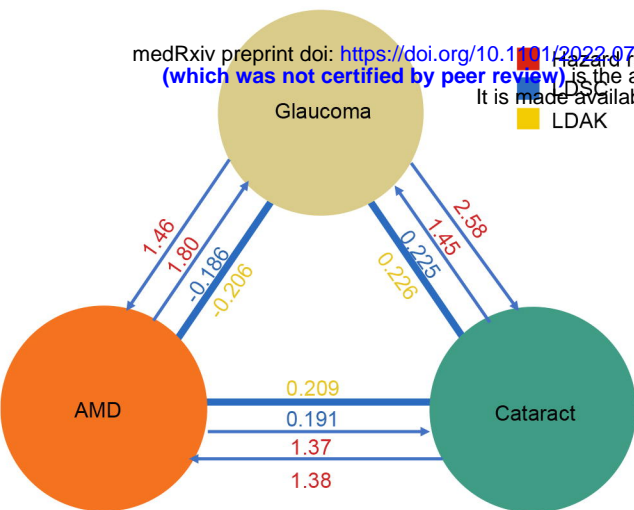 medRxiv preprint doi: https://doi.org/10.1101/2022.07
(which was not certified by peer review) is the a
It is made availab
Hazard r
LDSC
LDAK
Glaucoma
1.46
1.80
-0.186
-0.206
2.58
1.45
0.225
0.226
AMD
0.209
0.191
1.37
1.38
Cataract